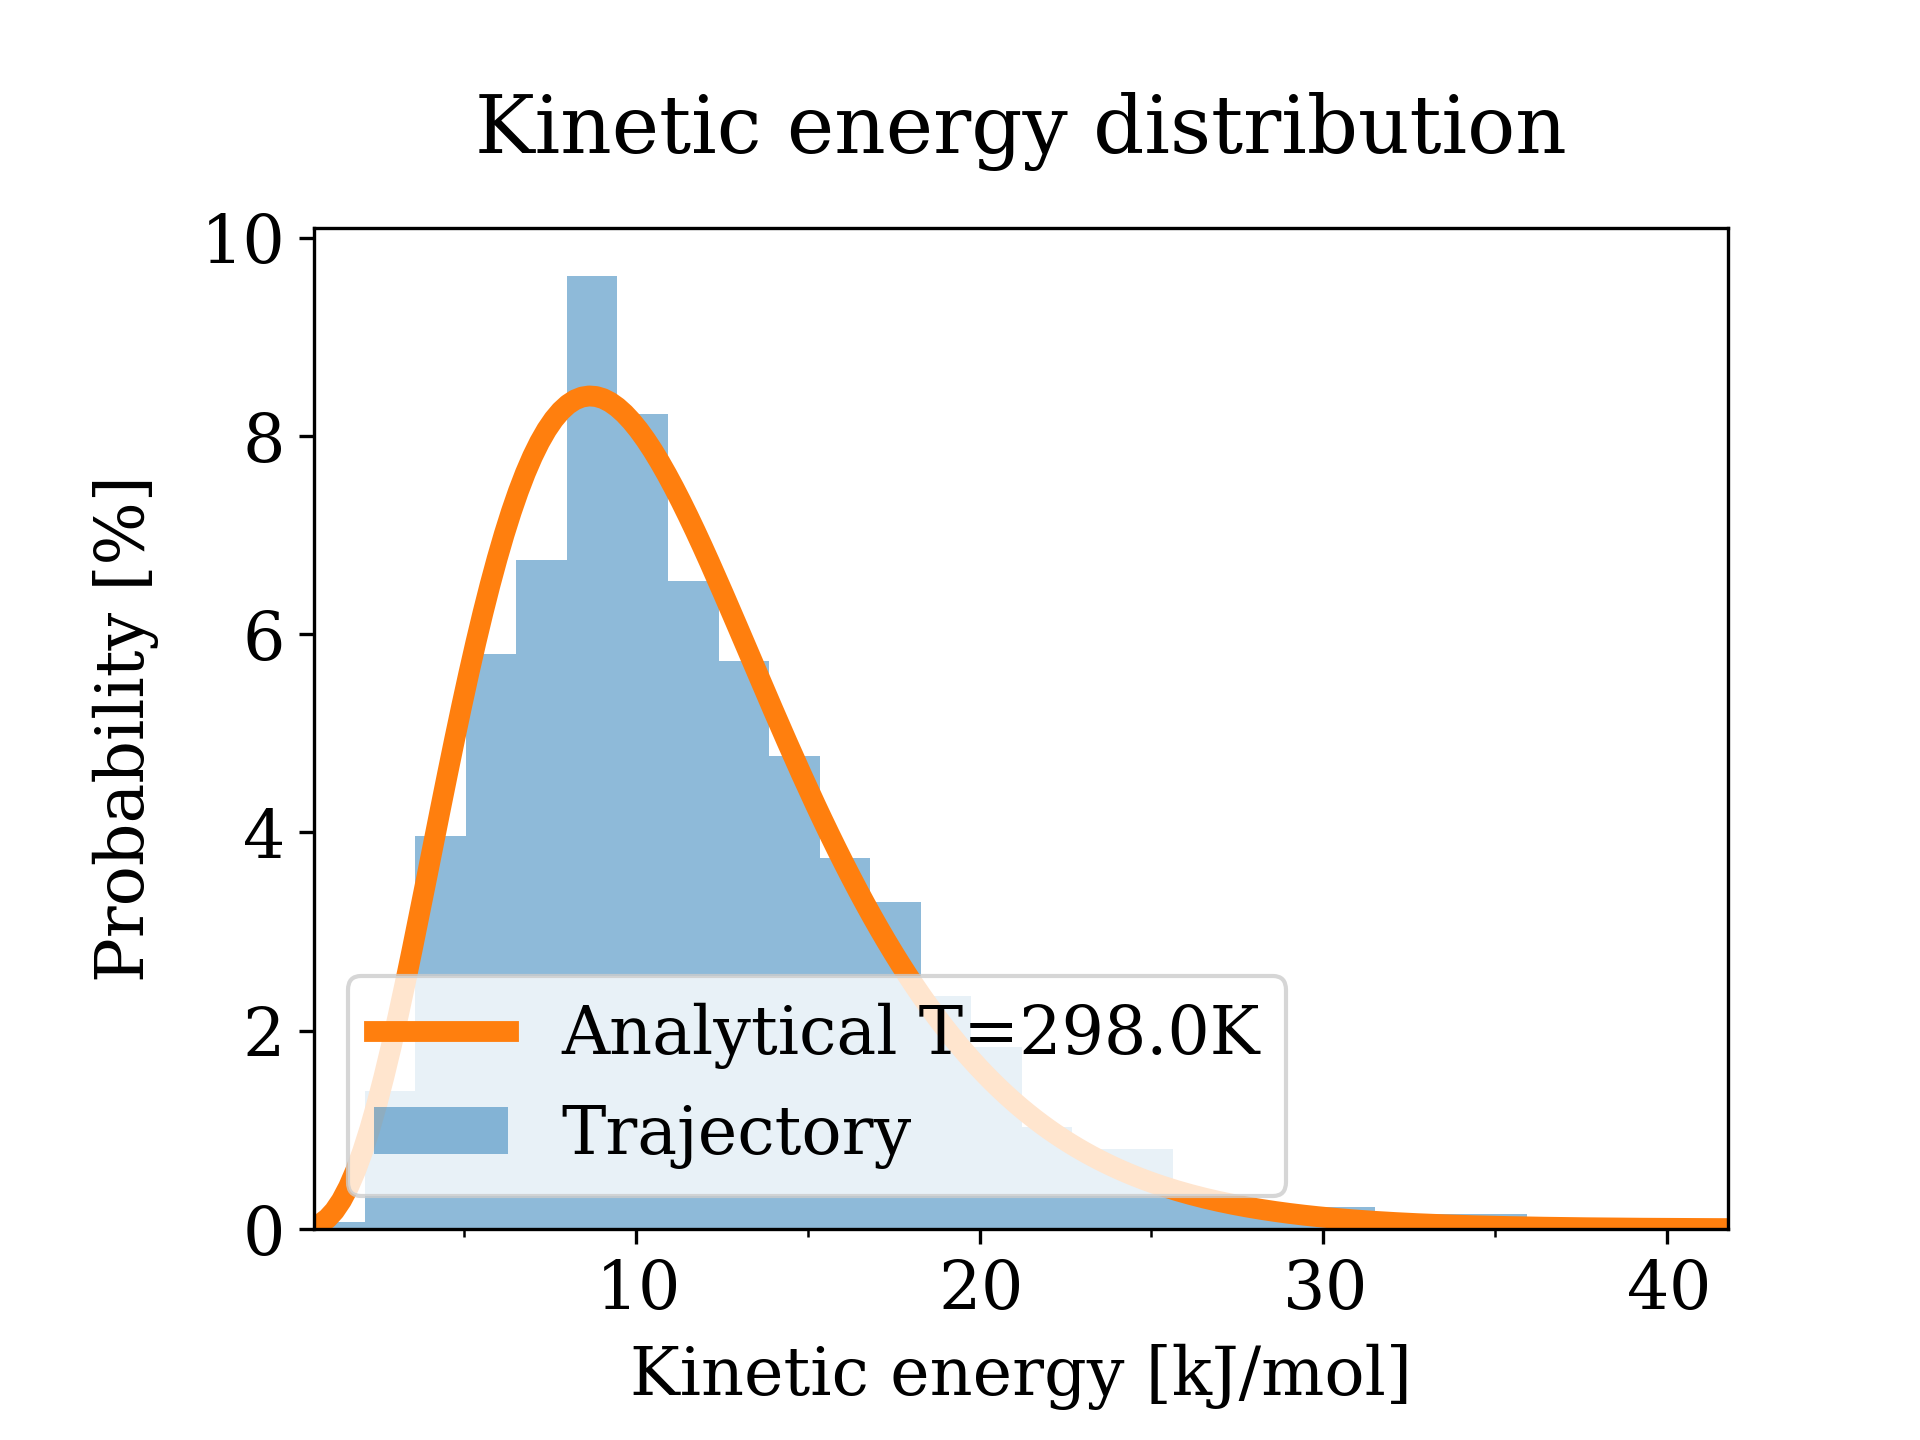 Kinetic energy distribution
10
8
6
4
2
0
Probability [%]
Analytical T=298.0K
Trajectory
10 20 30 40
Kinetic energy [kJ/mol]